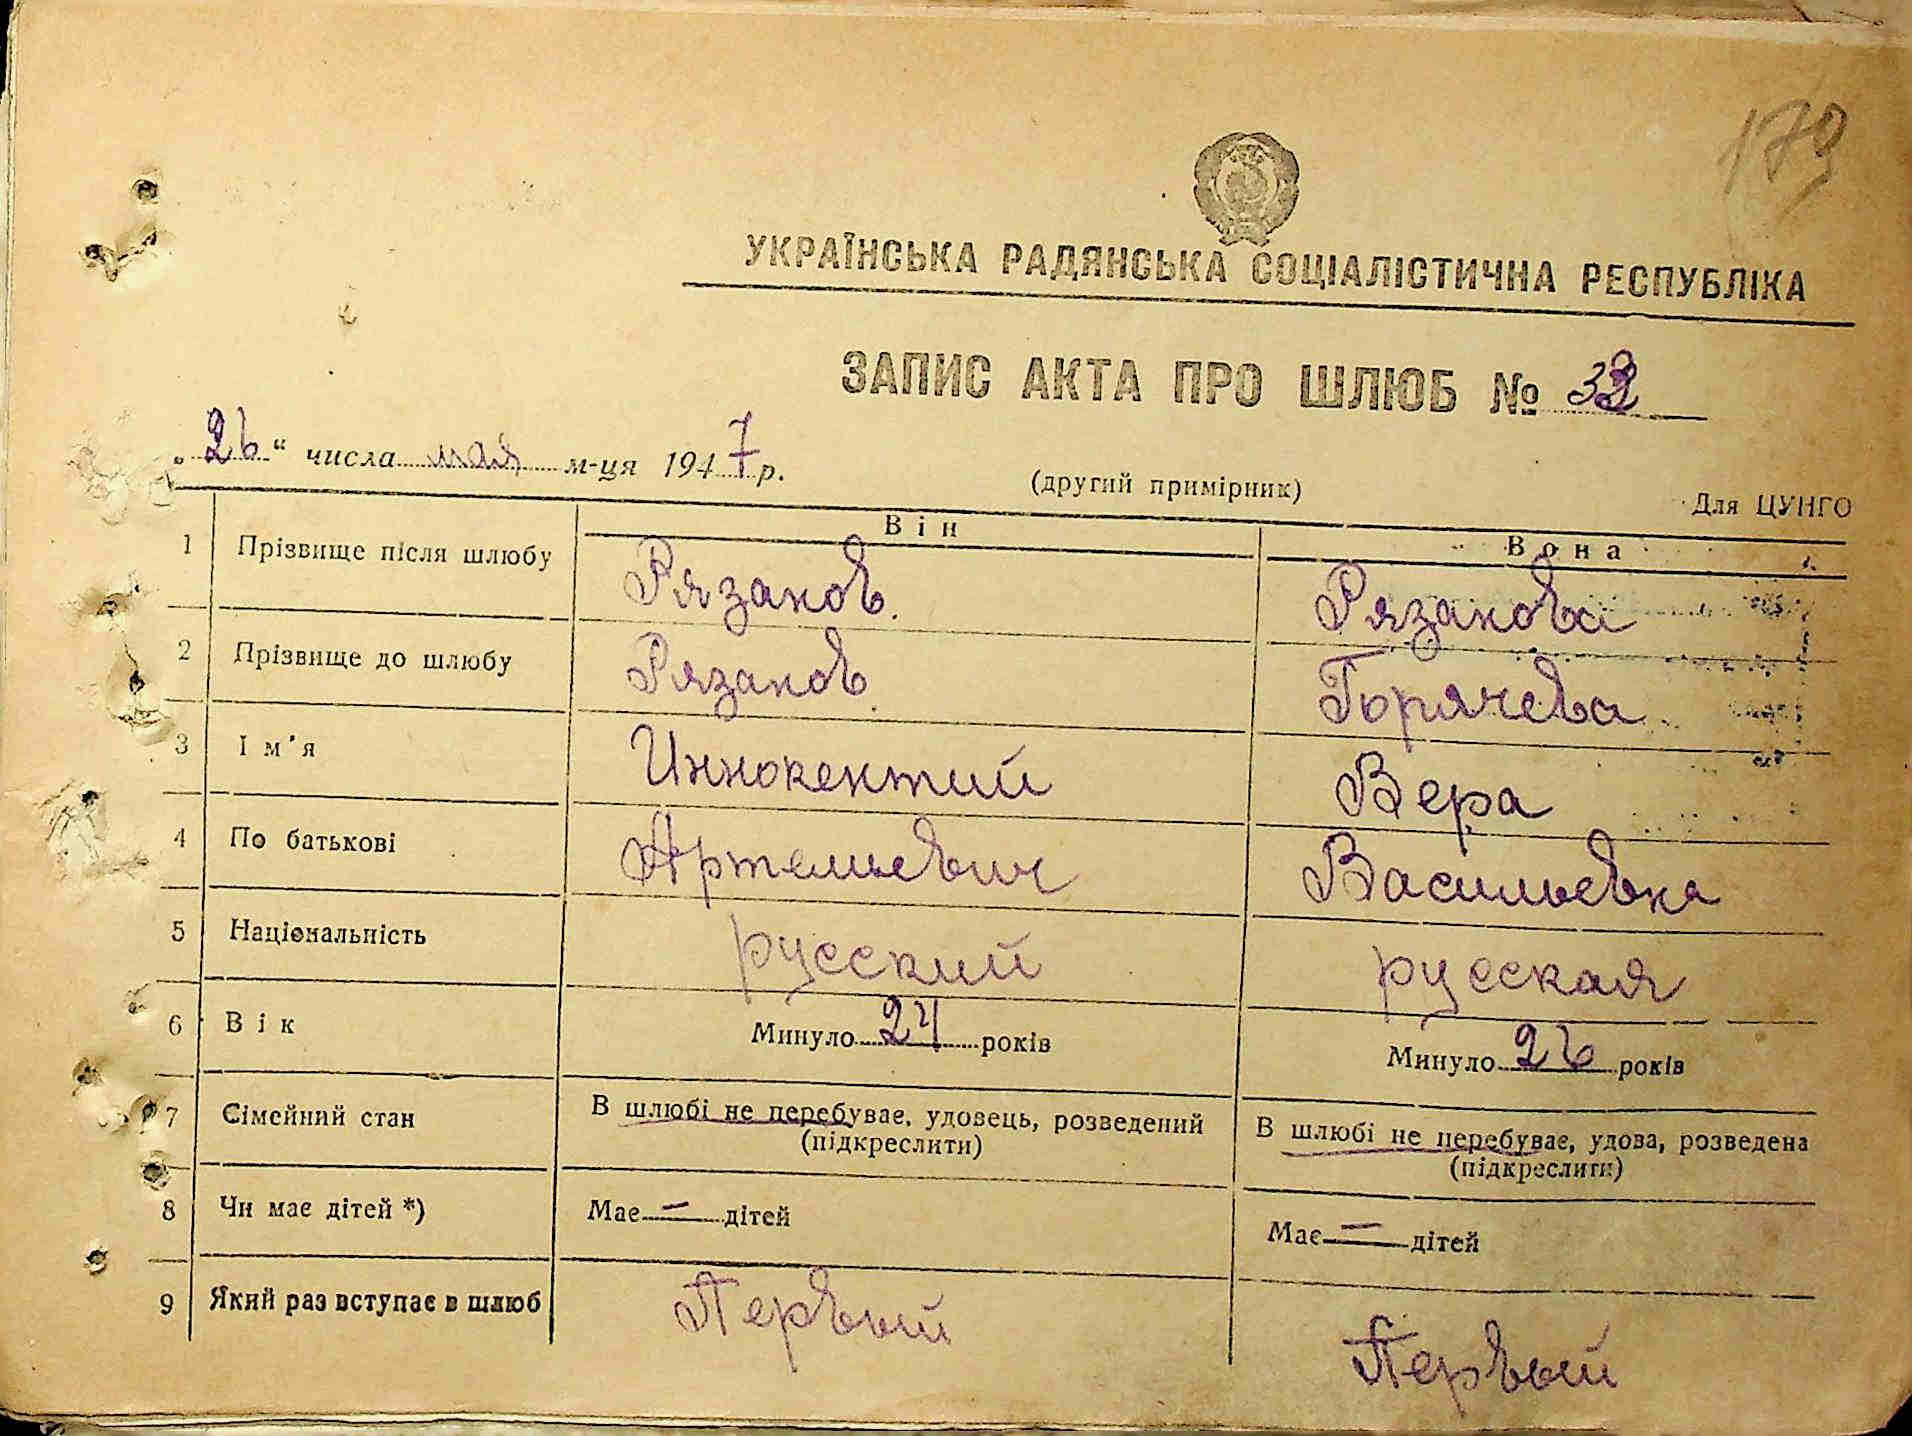 179
УКРАЇНСЬКА РАДЯНСЬКА СОЦІАЛІСТИЧНА РЕСПУБЛІКА
ЗАПИС АКТА ПРО ШЛЮБ №
„26“ числа мая м-ця 1947 р.
(другий примірник)
Для ЦУНГО
Він Вона
1 Прізвище після шлюбу Рязанов. Рязанова
2 Прізвище до шлюбу Рязанов. Горячева
3 Ім'я Иннокентий Вера
4 По батькові Артемьевич Васильевна
5 Національність русский русская
6 Вік Минуло 24 років Минуло 26 років
7 Сімейний стан В шлюбі не перебуває, удовець, розведений В шлюбі не перебуває, удова, розведена
(підкреслити) (підкреслити)
8 Чи має дітей *) Має — дітей Має — дітей
9 Який раз вступає в шлюб Первый Первый